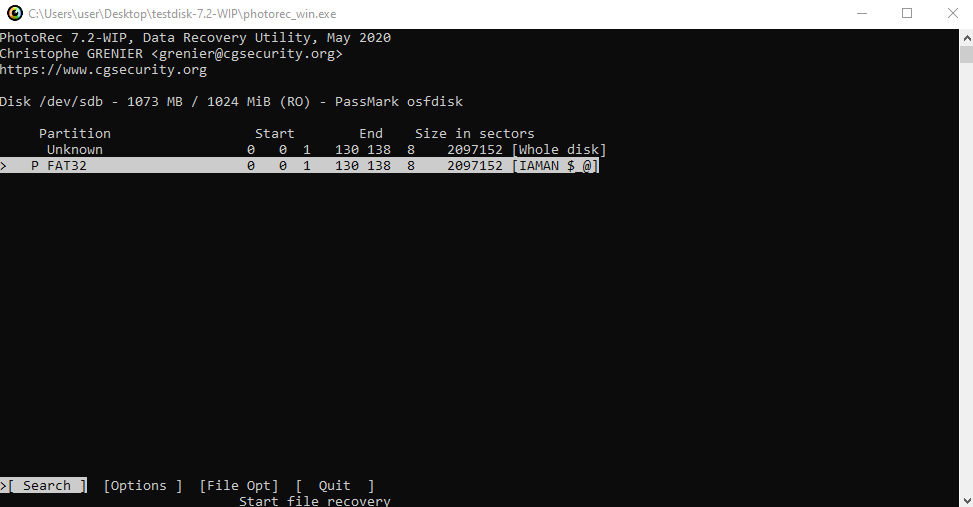 C:\Users\user\Desktop\testdisk-7.2-WIP\photorec_win.exe
PhotoRec 7.2-WIP, Data Recovery Utility, May 2020
Christophe GRENIER <grenier@cgsecurity.org>
https://www.cgsecurity.org
Disk /dev/sdb - 1073 MB / 1024 MiB (RO) - PassMark osfdisk
Partition Start End Size in sectors
Unknown 0 0 1 130 138 8 2097152 [Whole disk]
> P FAT32 0 0 1 130 138 8 2097152 [IAMAN $_@]
>[ Search ] [Options ] [File Opt] [ Quit ]
Start file recovery